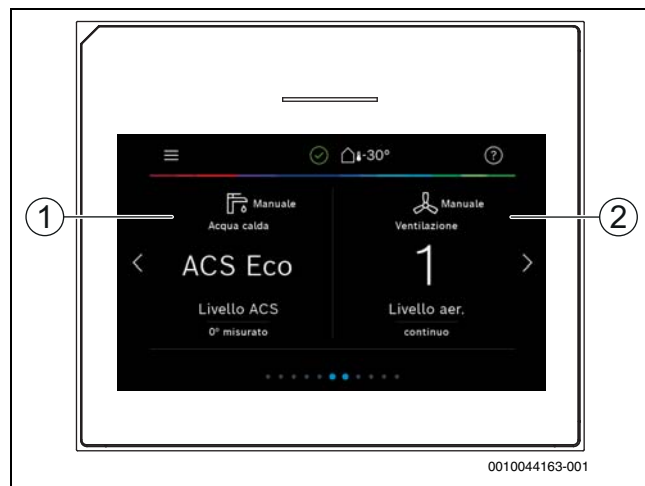 -30°
?
Manuale Manuale
Acqua calda Ventilazione
1 2
ACS Eco 1
Livello ACS Livello aer.
0° misurato continuo
0010044163-001